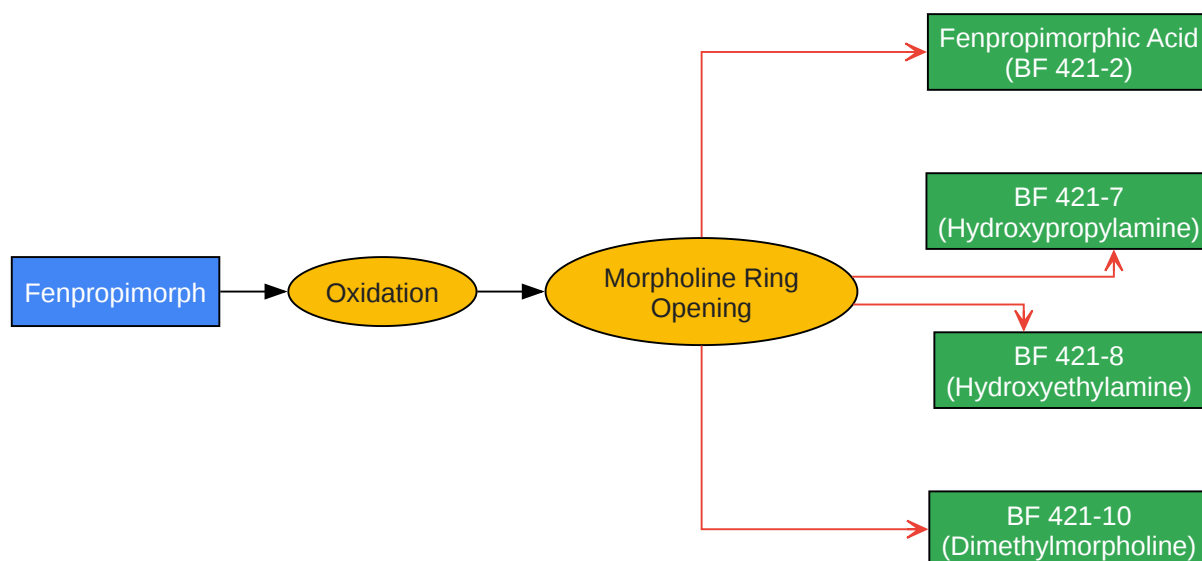 Fenpropimorph
Oxidation
Morpholine Ring
Opening
Fenpropimorphic Acid
(BF 421-2)
BF 421-7
(Hydroxypropylamine)
BF 421-8
(Hydroxyethylamine)
BF 421-10
(Dimethylmorpholine)